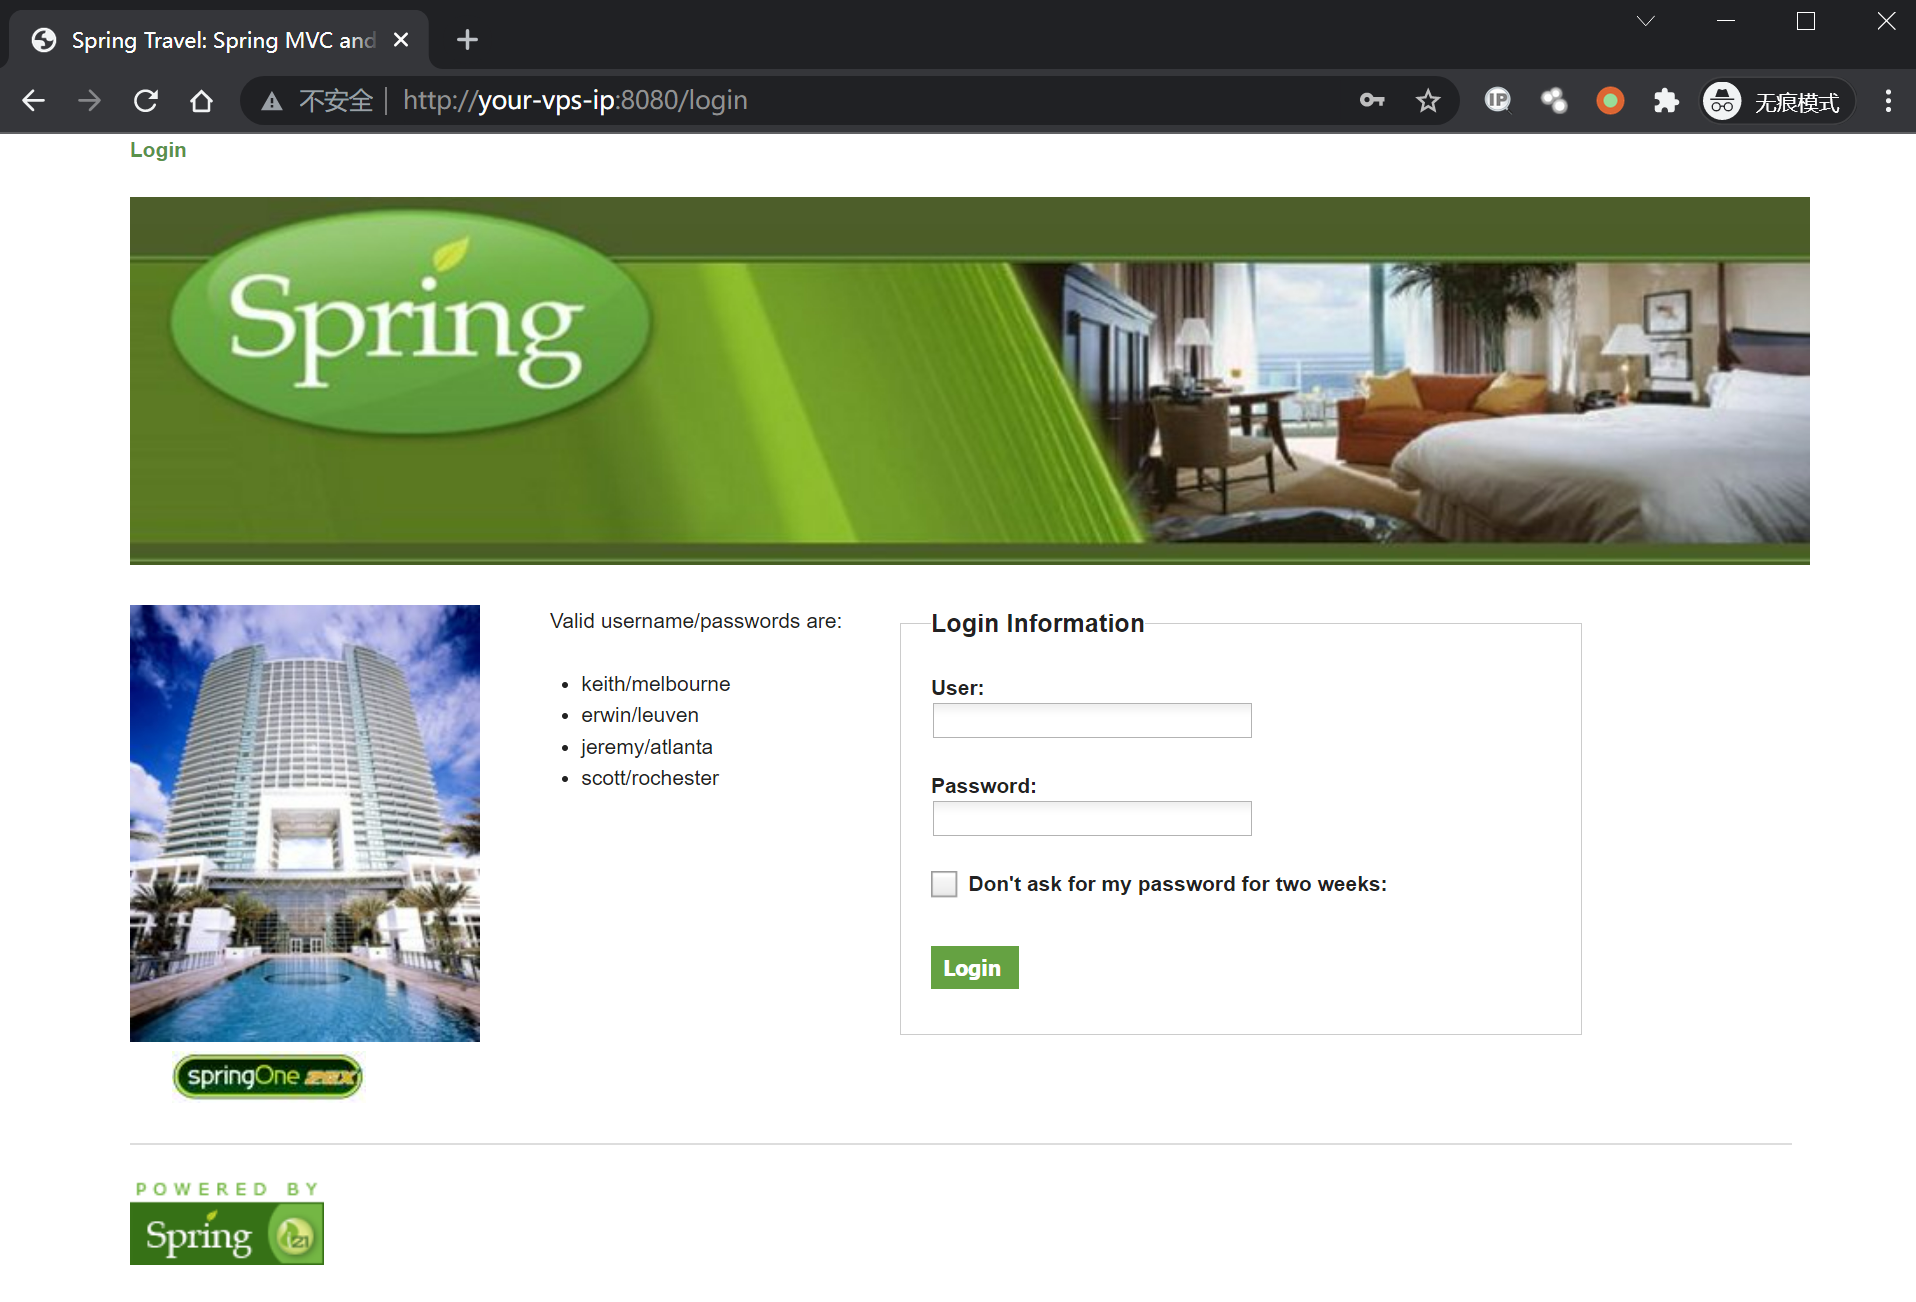 Spring Travel: Spring MVC and
不安全
http://your-vps-ip:8080/login
IP
无痕模式
Login
Spring
Valid username/passwords are:
keith/melbourne
erwin/leuven
jeremy/atlanta
scott/rochester
Login Information
User:
Password:
Don't ask for my password for two weeks:
Login
springOne 2GX
POWERED BY
Spring